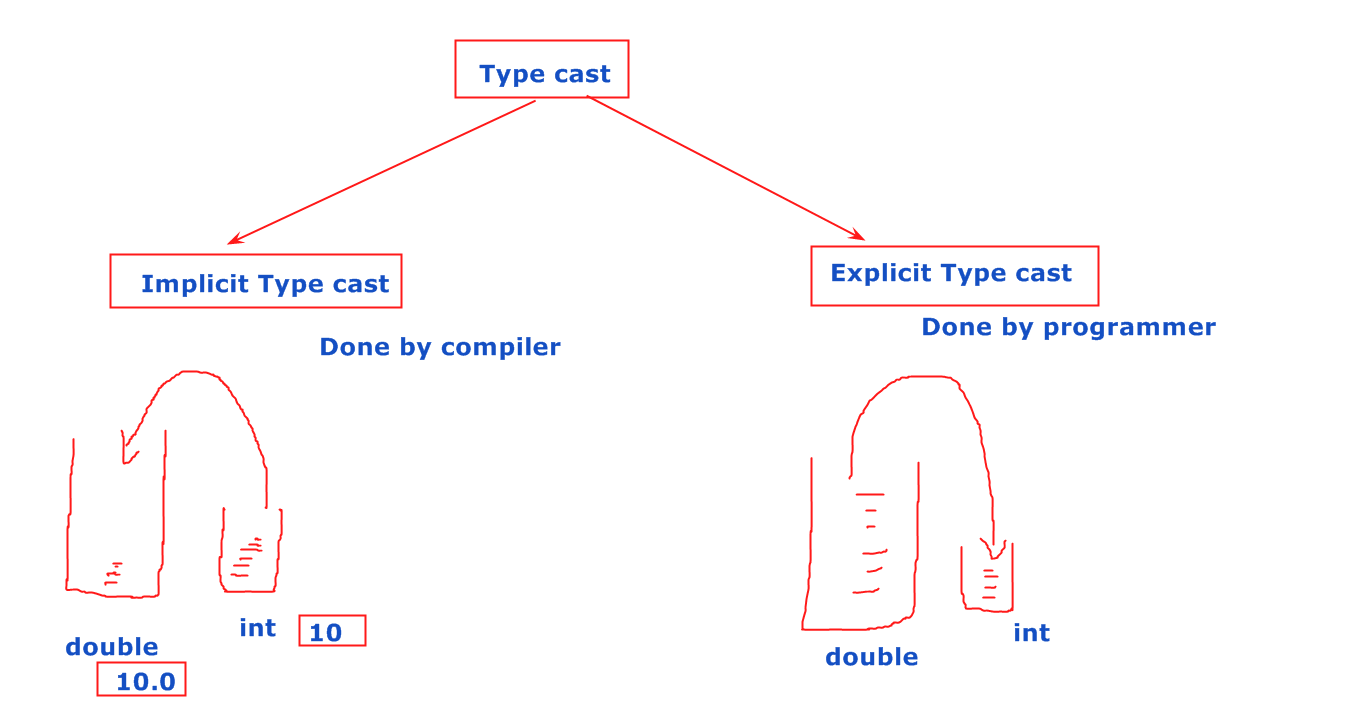 Type cast
Implicit Type cast
Explicit Type cast
Done by compiler
Done by programmer
double
int
10
10.0
double
int